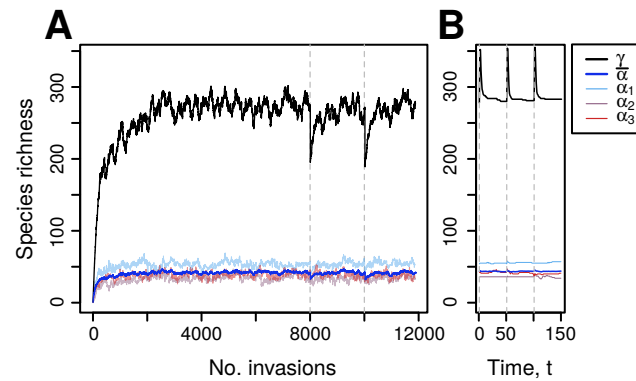 A
B
Species richness
0
100
200
300
0
4000
8000
12000
No. invasions
0
100
200
300
0
50
150
Time, t
γ
α̅
α₁
α₂
α₃